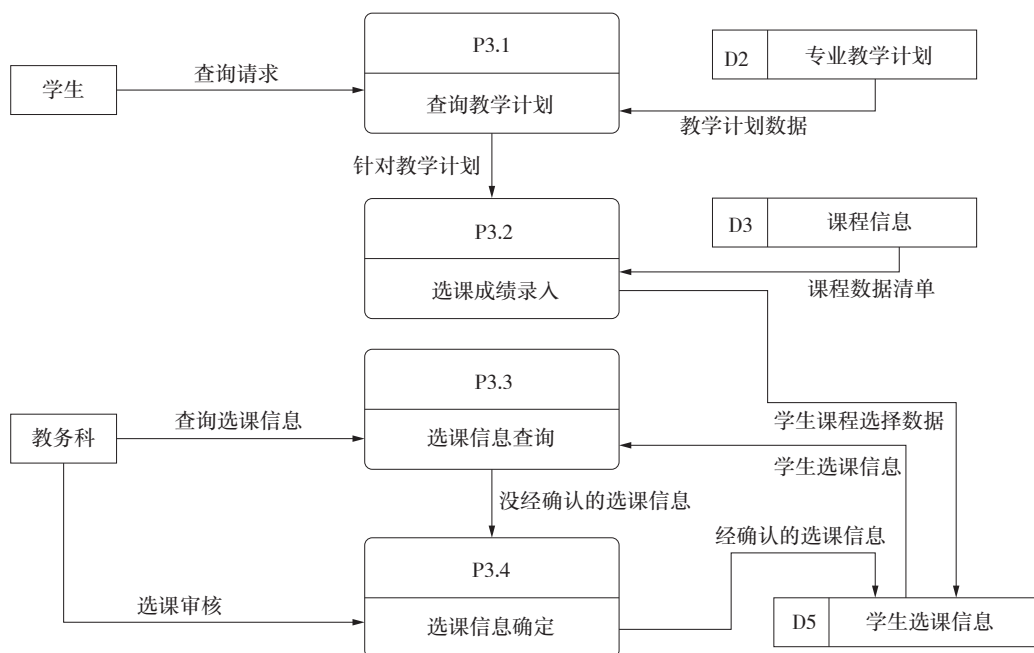 P3.1
D2 专业教学计划
学生
查询请求
查询教学计划
教学计划数据
针对教学计划
P3.2
D3 课程信息
选课成绩录入
课程数据清单
P3.3
教务科
查询选课信息
选课信息查询
学生课程选择数据
学生选课信息
没经确认的选课信息
经确认的选课信息
P3.4
选课审核
选课信息确定
D5 学生选课信息